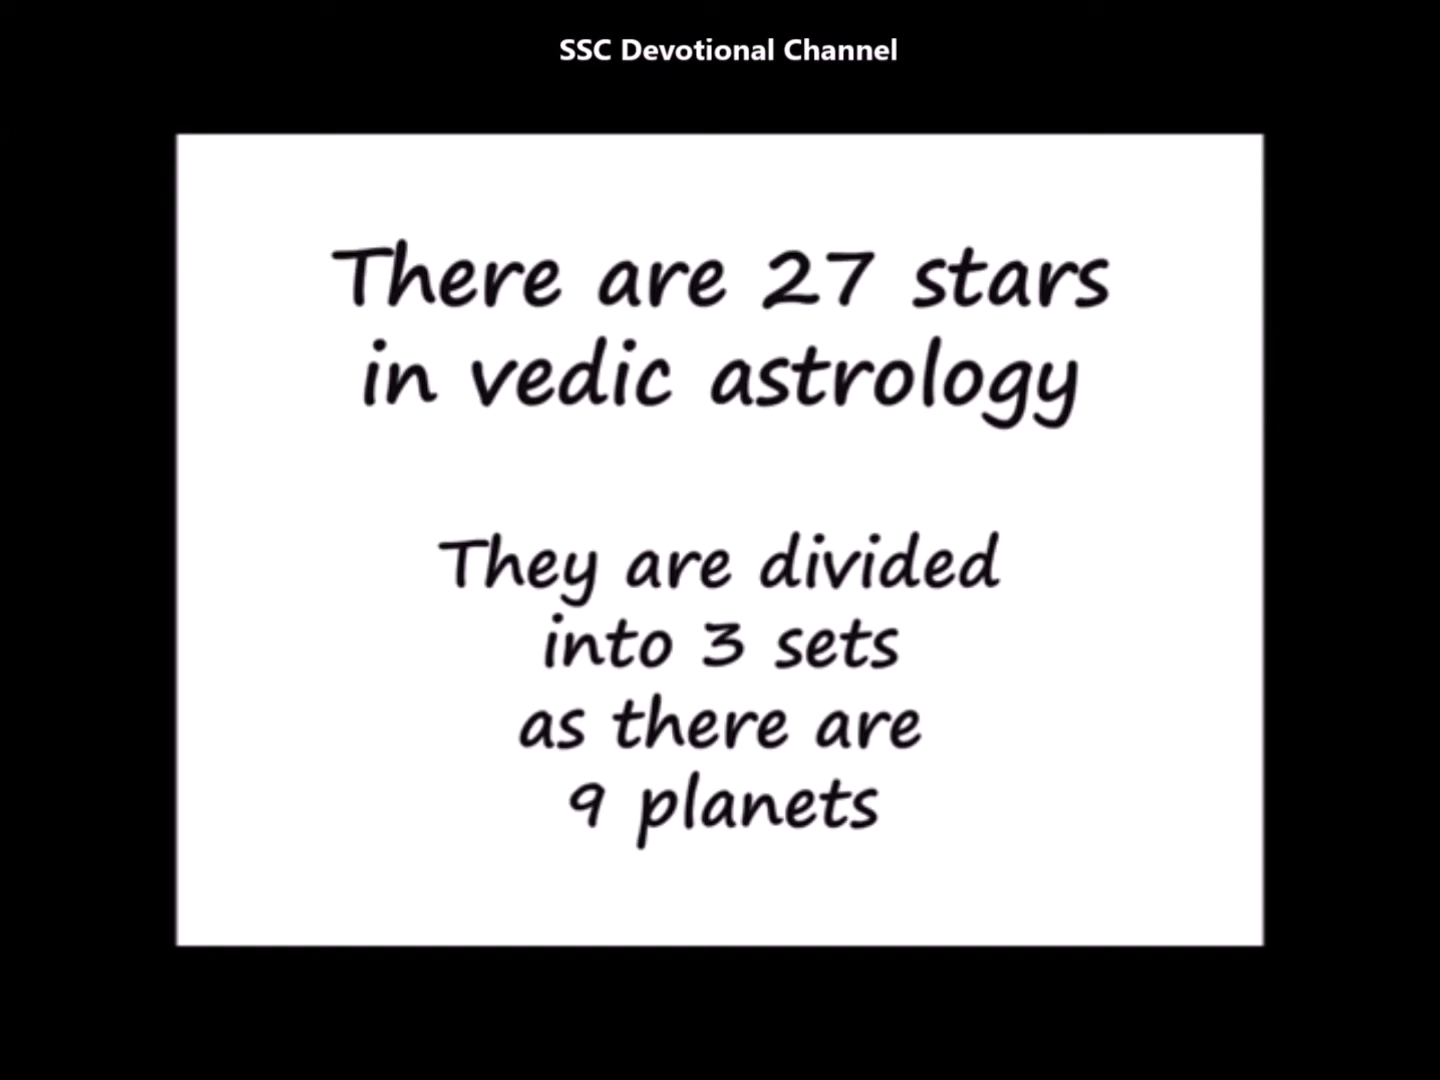 SSC Devotional Channel
There are 27 stars
in vedic astrology
They are divided
into 3 sets
as there are
9 planets